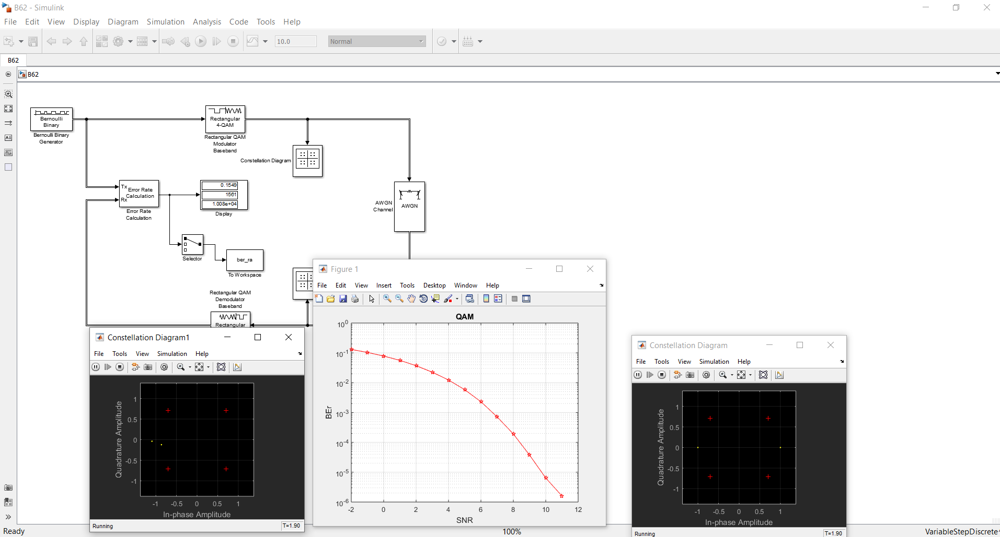 B62 - Simulink
File Edit View Display Diagram Simulation Analysis Code Tools Help
10.0
Normal
B62
B62
Bernoulli
Binary
Bernoulli Binary
Generator
Rectangular
4-QAM
Rectangular QAM
Modulator
Baseband
Constellation Diagram
AWGN
Channel
AWGN
Tx
Rx
Error Rate
Calculation
Error Rate
Calculation
0.1549
1561
1.008e+04
Display
Selector
ber_ra
To Workspace
Rectangular QAM
Demodulator
Baseband
Rectangular
Constellation Diagram1
File Tools View Simulation Help
Quadrature Amplitude
1
0.5
0
-0.5
-1
-1 -0.5 0 0.5 1
In-phase Amplitude
Running
T=1.90
Figure 1
File Edit View Insert Tools Desktop Window Help
QAM
BEr
10^0
10^-1
10^-2
10^-3
10^-4
10^-5
10^-6
-2 0 2 4 6 8 10 12
SNR
Constellation Diagram
File Tools View Simulation Help
Quadrature Amplitude
1
0.5
0
-0.5
-1
-1 -0.5 0 0.5 1
In-phase Amplitude
Running
T=1.90
Ready
100%
VariableStepDiscrete